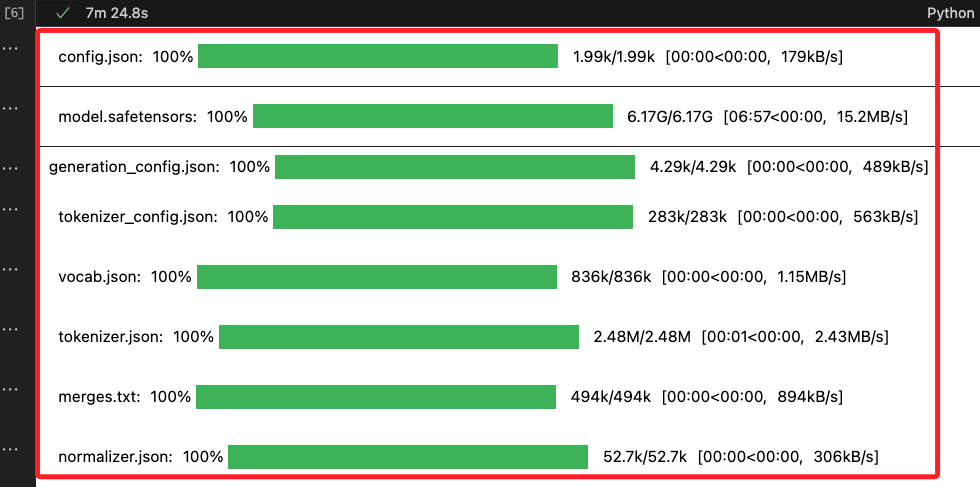 [6] ✓ 7m 24.8s Python
... config.json: 100% 1.99k/1.99k [00:00<00:00, 179kB/s]
... model.safetensors: 100% 6.17G/6.17G [06:57<00:00, 15.2MB/s]
... generation_config.json: 100% 4.29k/4.29k [00:00<00:00, 489kB/s]
... tokenizer_config.json: 100% 283k/283k [00:00<00:00, 563kB/s]
... vocab.json: 100% 836k/836k [00:00<00:00, 1.15MB/s]
... tokenizer.json: 100% 2.48M/2.48M [00:01<00:00, 2.43MB/s]
... merges.txt: 100% 494k/494k [00:00<00:00, 894kB/s]
... normalizer.json: 100% 52.7k/52.7k [00:00<00:00, 306kB/s]